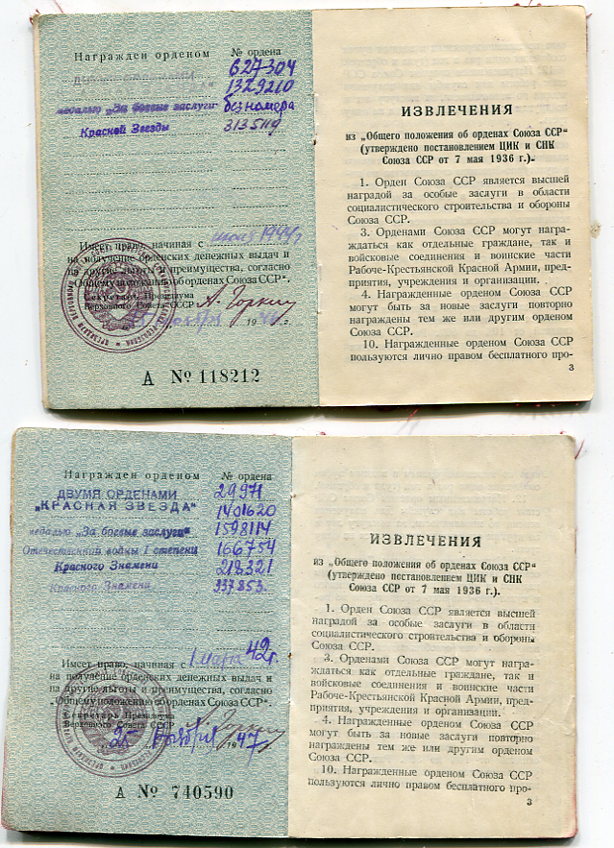 Награжден орденом № ордена
627304
" 1329210
медалью „За боевые заслуги" без номера
Красной Звезды 3135119
Имеет право, начиная с 1944 г.
на получение орденских денежных выдач и
на другие льготы и преимущества, согласно
„Общему положению об орденах Союза ССР".
Секретарь Президиума
Верховного Совета СССР А. Горкин
194 г.
А № 118212
ИЗВЛЕЧЕНИЯ
из „Общего положения об орденах Союза ССР"
(утверждено постановлением ЦИК и СНК
Союза ССР от 7 мая 1936 г.).
1. Орден Союза ССР является высшей
наградой за особые заслуги в области
социалистического строительства и обороны
Союза ССР.
3. Орденами Союза ССР могут награ-
ждаться как отдельные граждане, так и
войсковые соединения и воинские части
Рабоче-Крестьянской Красной Армии, пред-
приятия, учреждения и организации.
4. Награжденные орденом Союза ССР
могут быть за новые заслуги повторно
награждены тем же или другим орденом
Союза ССР.
10. Награжденные орденом Союза ССР
пользуются лично правом бесплатного про-
3
Награжден орденом № ордена
ДВУМЯ ОРДЕНАМИ 29971
„КРАСНАЯ ЗВЕЗДА" 1401620
медалью „За боевые заслуги" 1598114
Отечественной войны I степени 166754
Красного Знамени 218321
Красного Знамени 337853.
Имеет право, начиная с 1 марта 42 г.
на получение орденских денежных выдач и
на другие льготы и преимущества, согласно
„Общему положению об орденах Союза ССР".
Секретарь Президиума
Верховного Совета СССР Горкин
"25" ноября 1947
А № 740590
ИЗВЛЕЧЕНИЯ
из „Общего положения об орденах Союза ССР"
(утверждено постановлением ЦИК и СНК
Союза ССР от 7 мая 1936 г.).
1. Орден Союза ССР является высшей
наградой за особые заслуги в области
социалистического строительства и обороны
Союза ССР.
3. Орденами Союза ССР могут награ-
ждаться как отдельные граждане, так и
войсковые соединения и воинские части
Рабоче-Крестьянской Красной Армии, пред-
приятия, учреждения и организации.
4. Награжденные орденом Союза ССР
могут быть за новые заслуги повторно
награждены тем же или другим орденом
Союза ССР.
10. Награжденные орденом Союза ССР
пользуются лично правом бесплатного про-
3